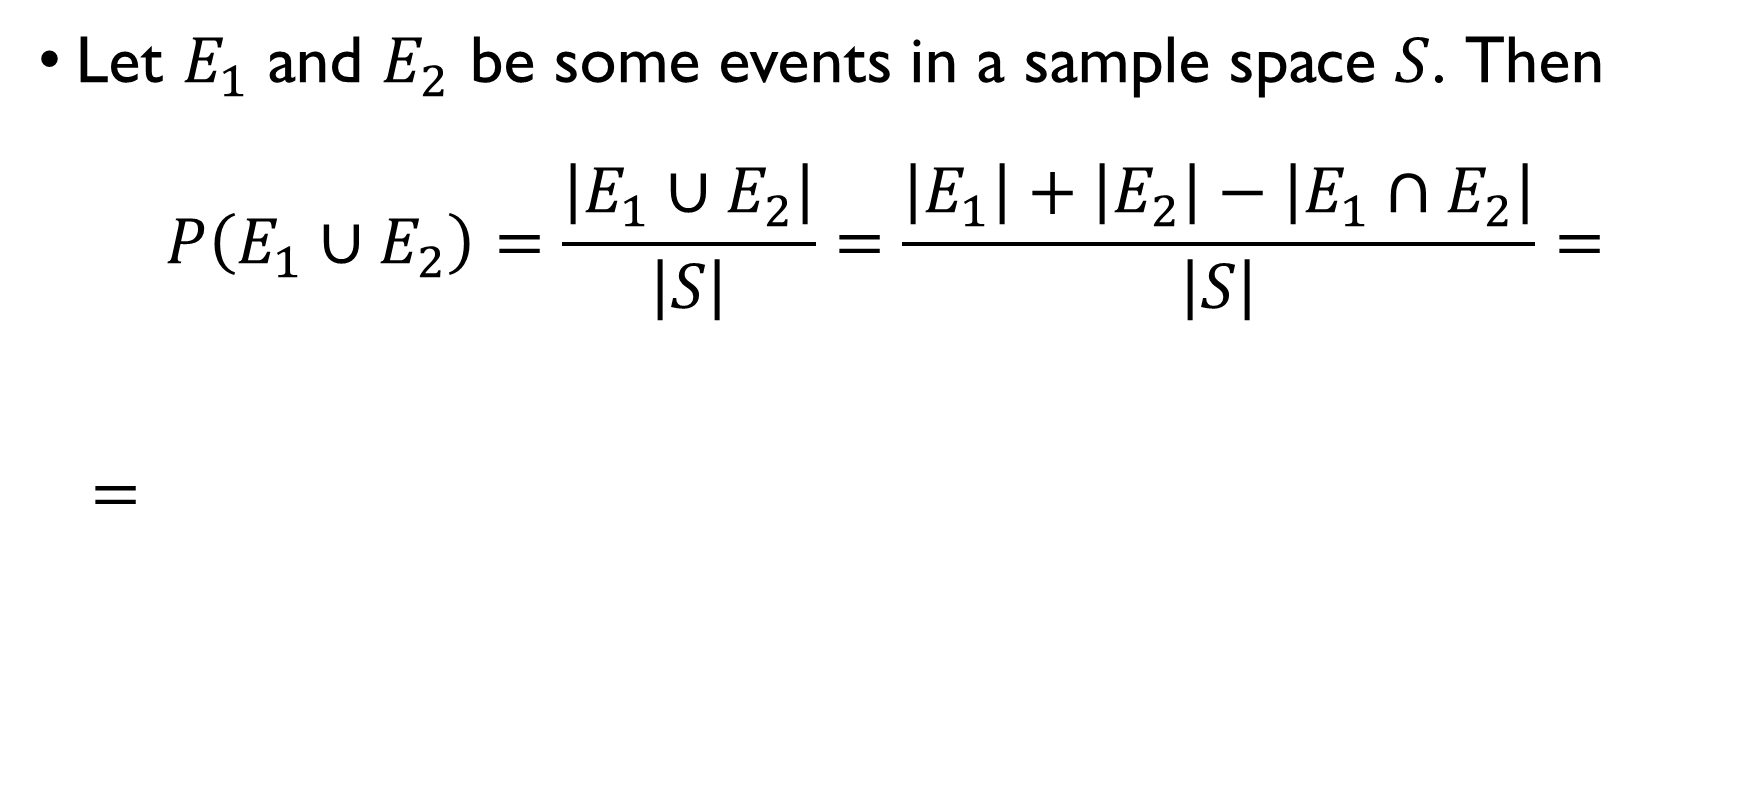 • Let E₁ and E₂ be some events in a sample space S. Then
P(E₁ ∪ E₂) = |E₁ ∪ E₂| / |S| = (|E₁| + |E₂| − |E₁ ∩ E₂|) / |S| =
=